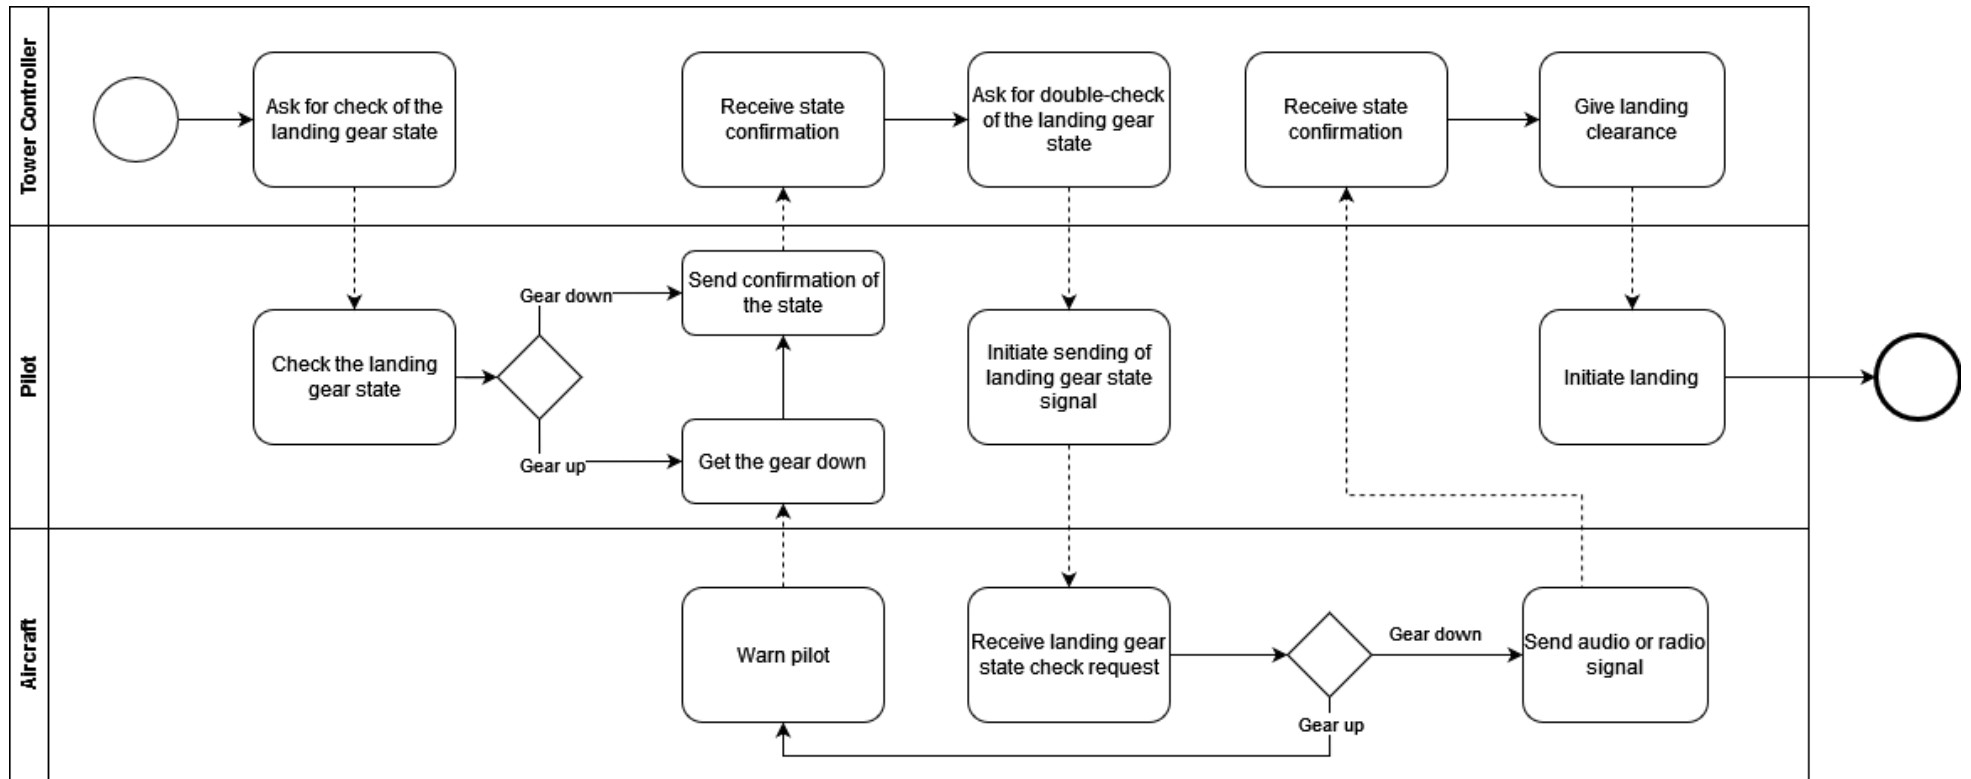 Tower Controller
Ask for check of the
landing gear state
Receive state
confirmation
Ask for double-check
of the landing gear
state
Receive state
confirmation
Give landing
clearance
Pilot
Check the landing
gear state
Gear down
Gear up
Send confirmation of
the state
Get the gear down
Initiate sending of
landing gear state
signal
Initiate landing
Aircraft
Warn pilot
Receive landing gear
state check request
Gear down
Gear up
Send audio or radio
signal